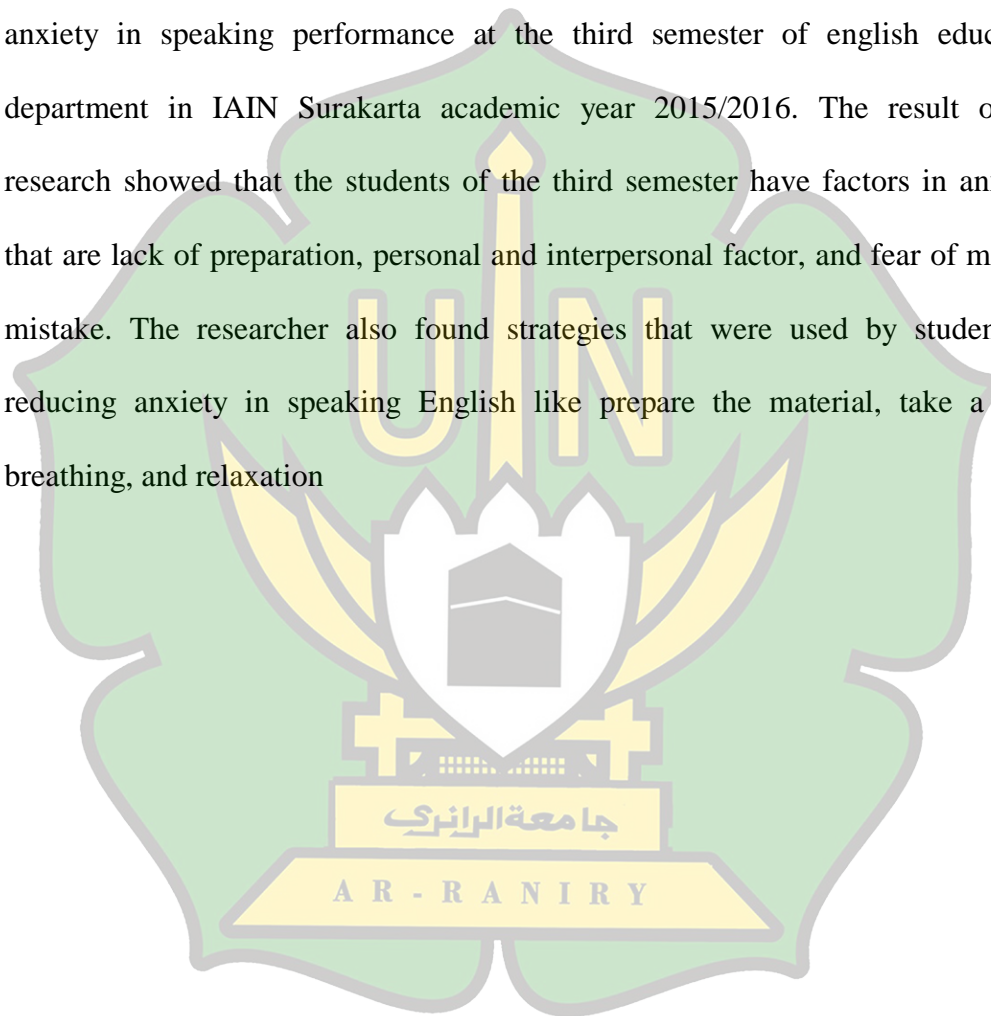 anxiety in speaking performance at the third semester of english educ
department in IAIN Surakarta academic year 2015/2016. The result o
research showed that the students of the third semester have factors in an
that are lack of preparation, personal and interpersonal factor, and fear of m
mistake. The researcher also found strategies that were used by studen
reducing anxiety in speaking English like prepare the material, take a
breathing, and relaxation
UIN
جامعة الرانري
AR-RANIRY